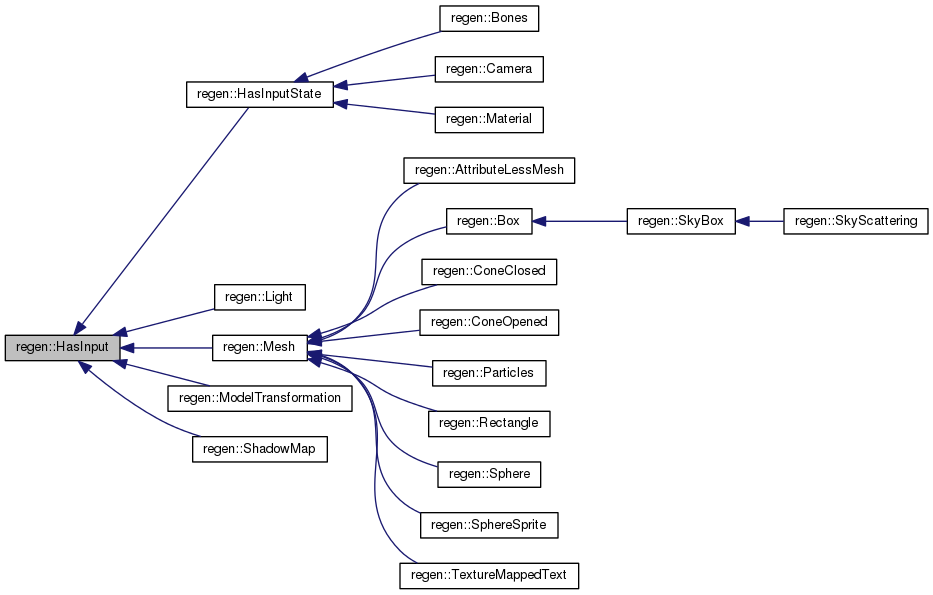 regen::Bones
regen::Camera
regen::HasInputState
regen::Material
regen::AttributeLessMesh
regen::Box
regen::SkyBox
regen::SkyScattering
regen::ConeClosed
regen::Light
regen::ConeOpened
regen::HasInput
regen::Mesh
regen::Particles
regen::ModelTransformation
regen::Rectangle
regen::ShadowMap
regen::Sphere
regen::SphereSprite
regen::TextureMappedText